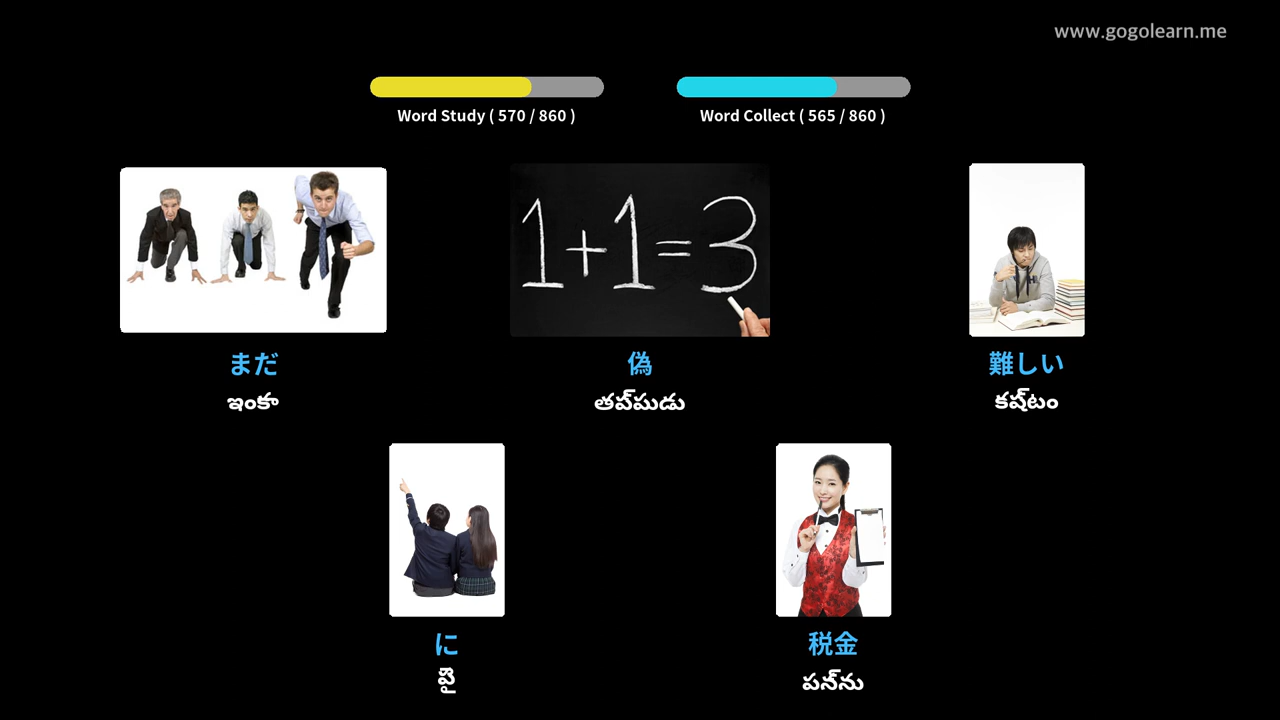 www.gogolearn.me
Word Study ( 570 / 860 )
Word Collect ( 565 / 860 )
1+1=3
まだ
ఇంకా
偽
తప్పుడు
難しい
కష్టం
に
పై
税金
పన్ను